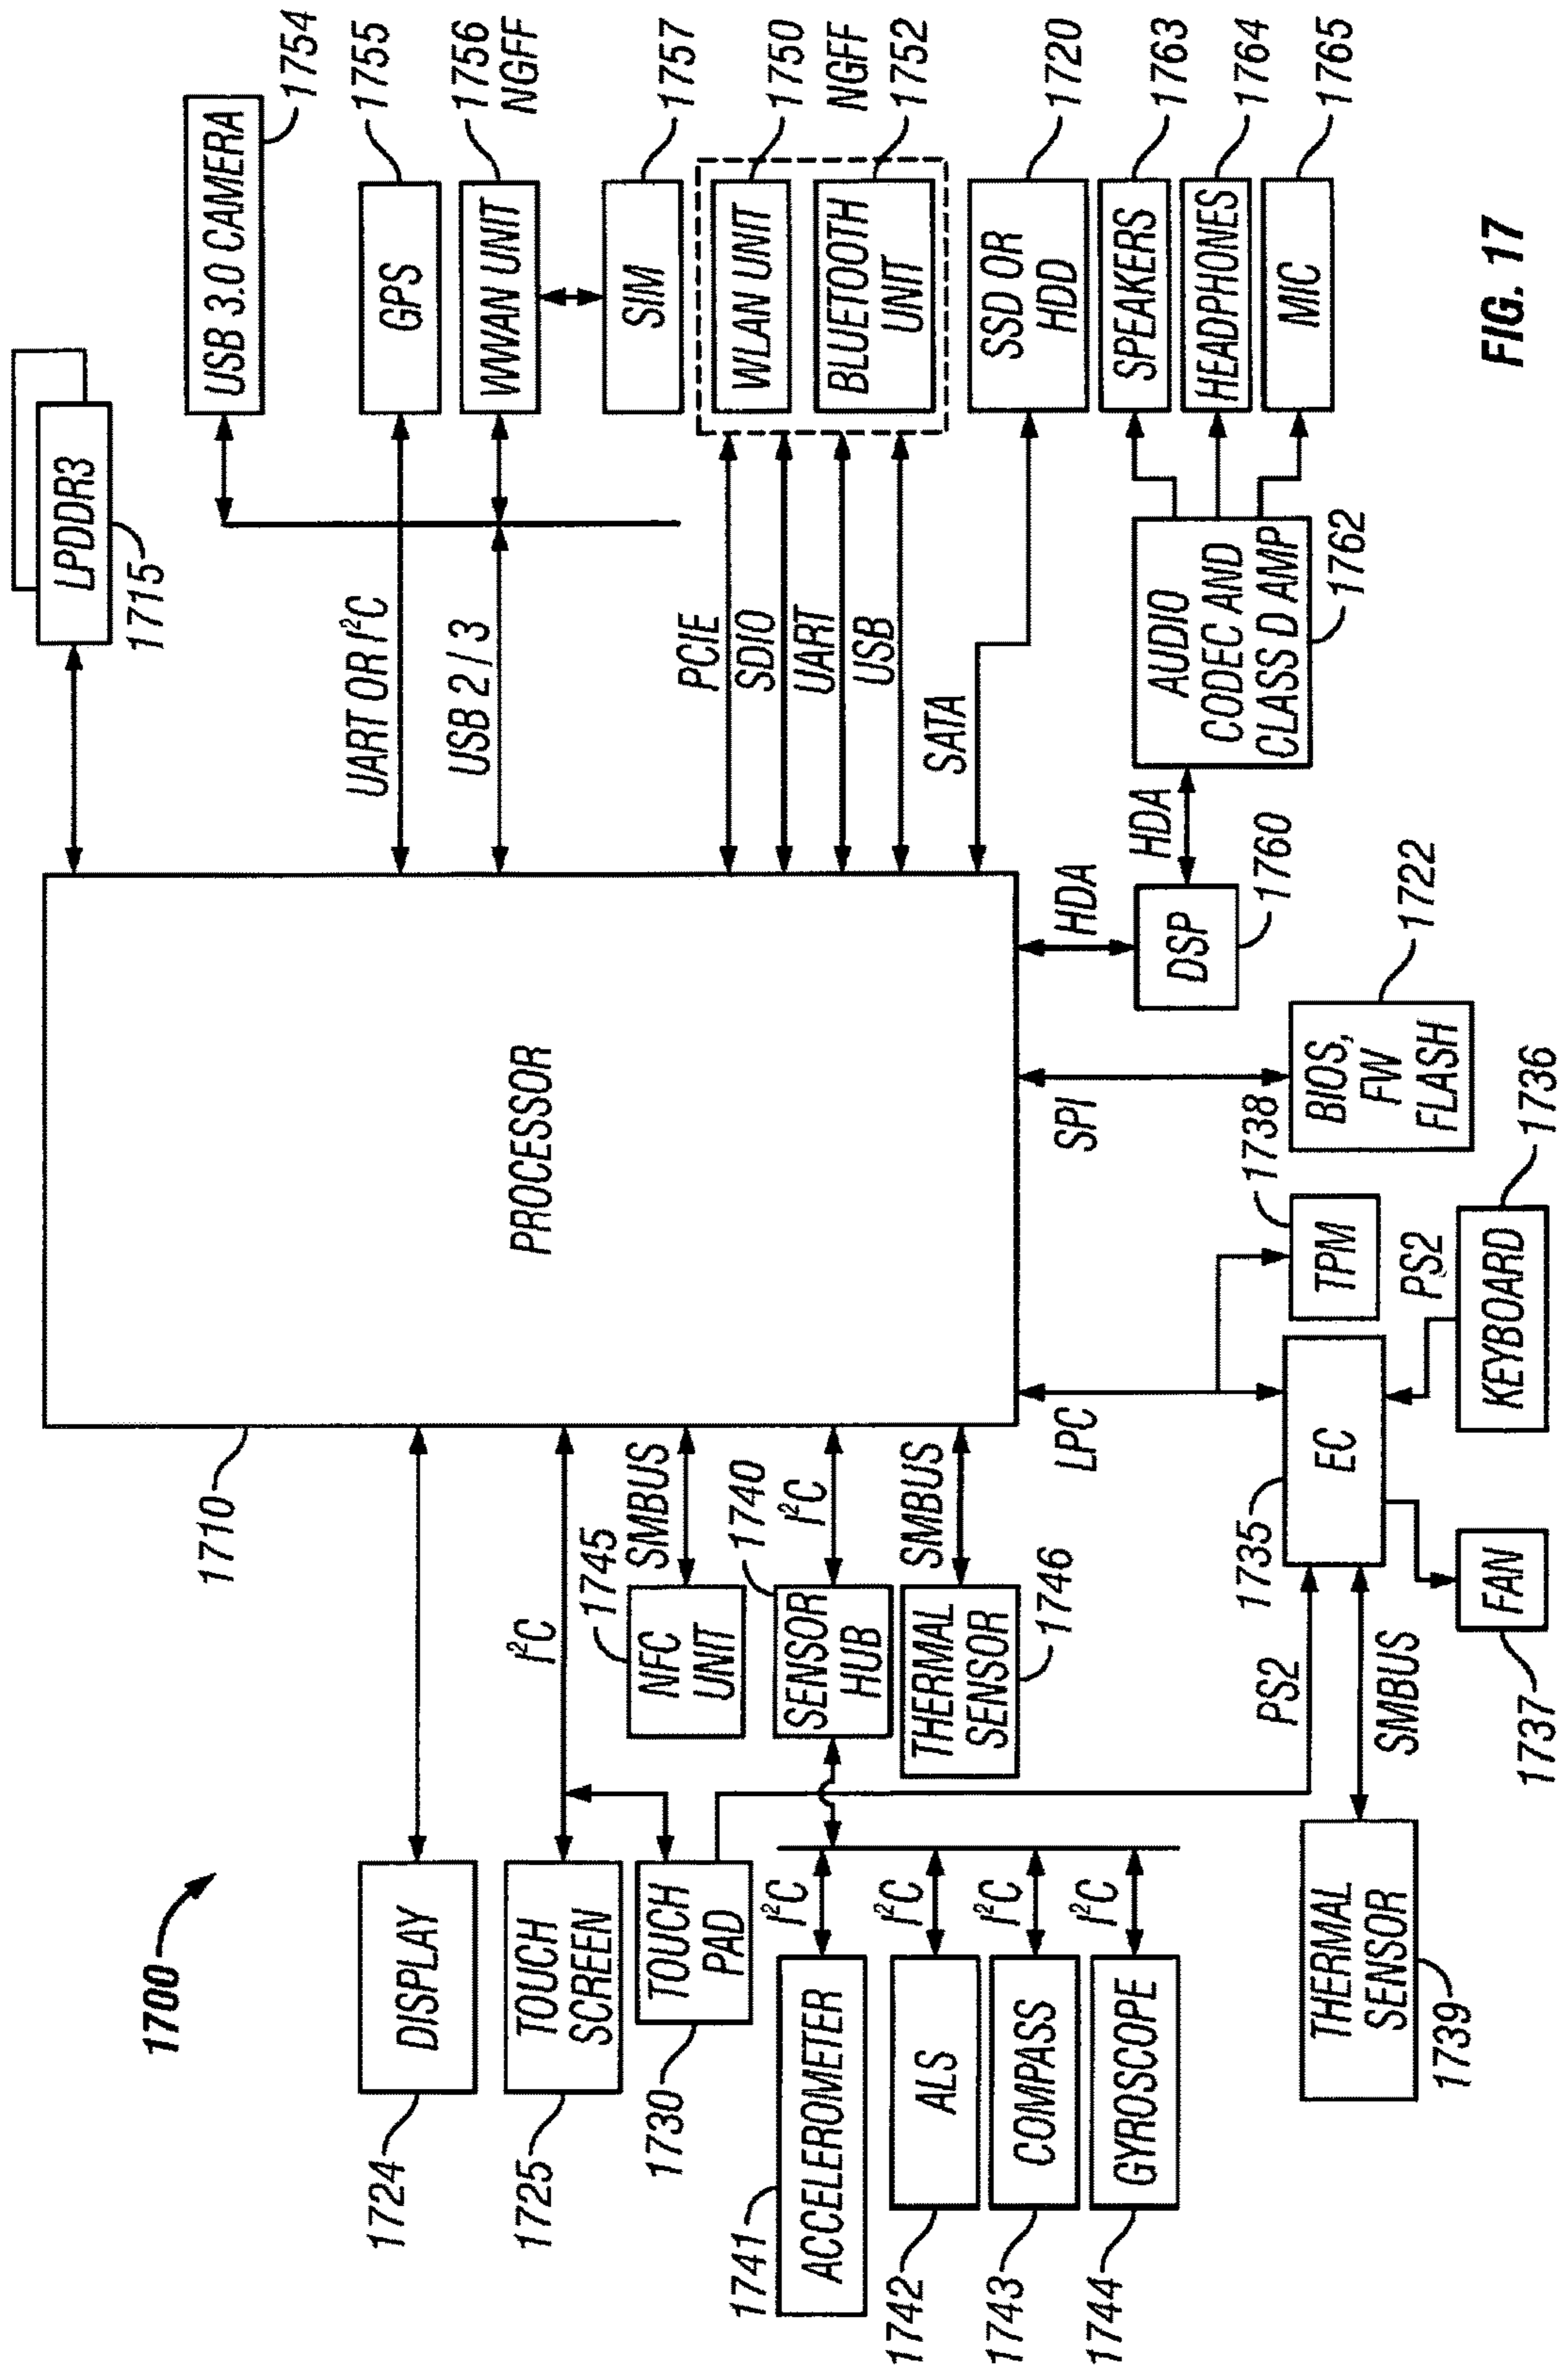 1700
LPDDR3
1715
1710
PROCESSOR
USB 3.0 CAMERA
1754
DISPLAY
1724
UART OR I²C
GPS
1755
I²C
TOUCH
SCREEN
1725
USB 2 / 3
WWAN UNIT
1756
NGFF
SIM
1757
TOUCH
PAD
1730
SMBUS
1745
NFC
UNIT
PCIE
SDIO
UART
USB
WLAN UNIT
1750
BLUETOOTH
UNIT
NGFF
1752
1740
I²C
SENSOR
HUB
SMBUS
THERMAL
SENSOR
1746
I²C
ACCELEROMETER
1741
I²C
ALS
1742
I²C
COMPASS
1743
I²C
GYROSCOPE
1744
SATA
SSD OR
HDD
1720
LPC
SPI
HDA
DSP
1760
HDA
AUDIO
CODEC AND
CLASS D AMP
1762
SPEAKERS
1763
HEADPHONES
1764
MIC
1765
PS2
1735
EC
TPM
1738
BIOS,
FW
FLASH
1722
THERMAL
SENSOR
1739
SMBUS
FAN
1737
PS2
KEYBOARD
1736
FIG. 17